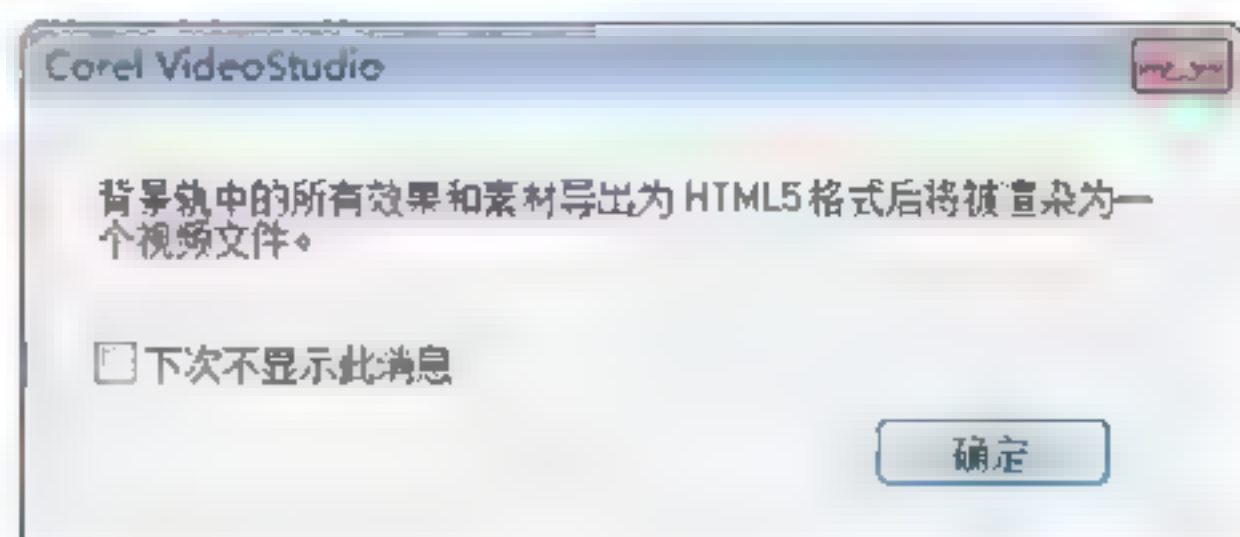 Corel VideoStudio
背景轨中的所有效果和素材导出为 HTML5 格式后将被渲染为一
个视频文件。
下次不显示此消息
确定